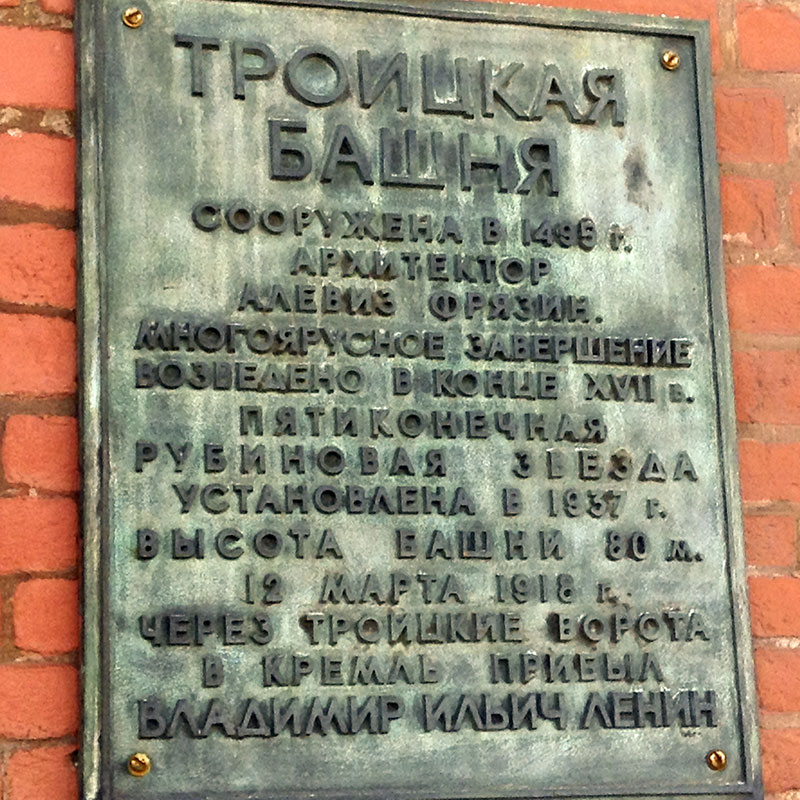 ТРОИЦКАЯ
БАШНЯ
СООРУЖЕНА В 1495 г.
АРХИТЕКТОР
АЛЕВИЗ ФРЯЗИН.
МНОГОЯРУСНОЕ ЗАВЕРШЕНИЕ
ВОЗВЕДЕНО В КОНЦЕ XVII в.
ПЯТИКОНЕЧНАЯ
РУБИНОВАЯ ЗВЕЗДА
УСТАНОВЛЕНА В 1937 г.
ВЫСОТА БАШНИ 80 м.
12 МАРТА 1918 г.
ЧЕРЕЗ ТРОИЦКИЕ ВОРОТА
В КРЕМЛЬ ПРИБЫЛ
ВЛАДИМИР ИЛЬИЧ ЛЕНИН